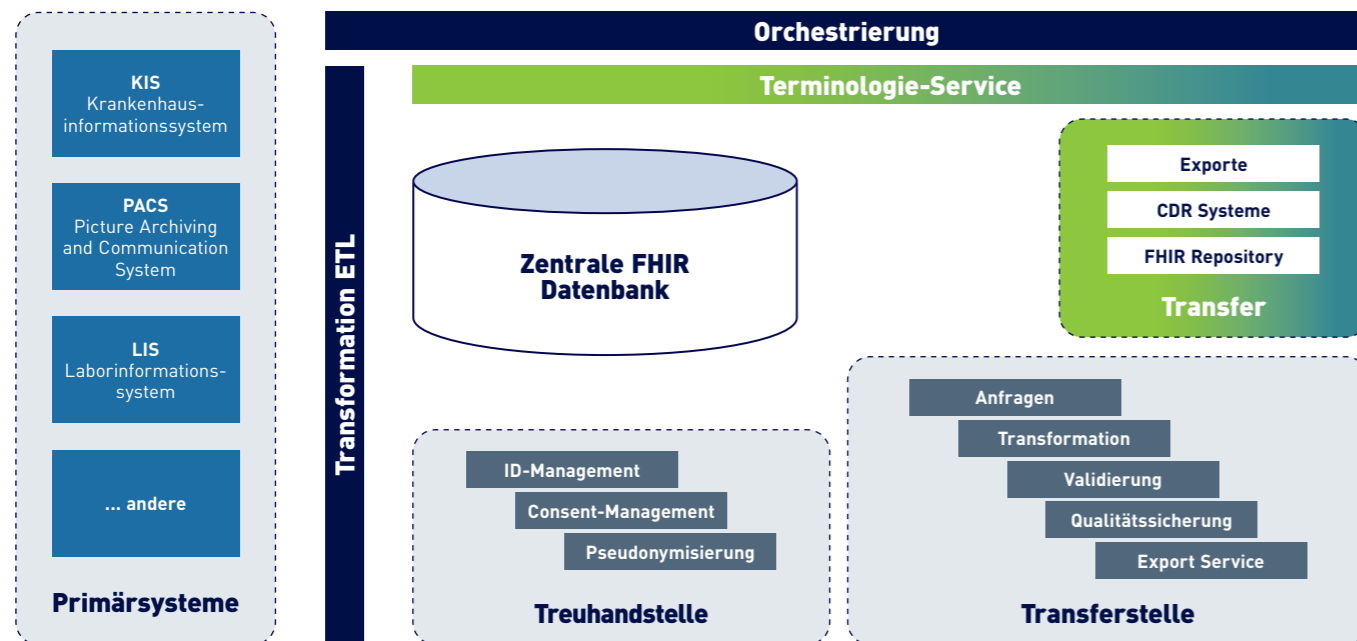 KIS
Krankenhaus-
informationssystem
PACS
Picture Archiving
and Communication
System
LIS
Laborinformations-
system
... andere
Primärsysteme
Orchestrierung
Transformation ETL
Terminologie-Service
Zentrale FHIR
Datenbank
Exporte
CDR Systeme
FHIR Repository
Transfer
ID-Management
Consent-Management
Pseudonymisierung
Treuhandstelle
Anfragen
Transformation
Validierung
Qualitätssicherung
Export Service
Transferstelle